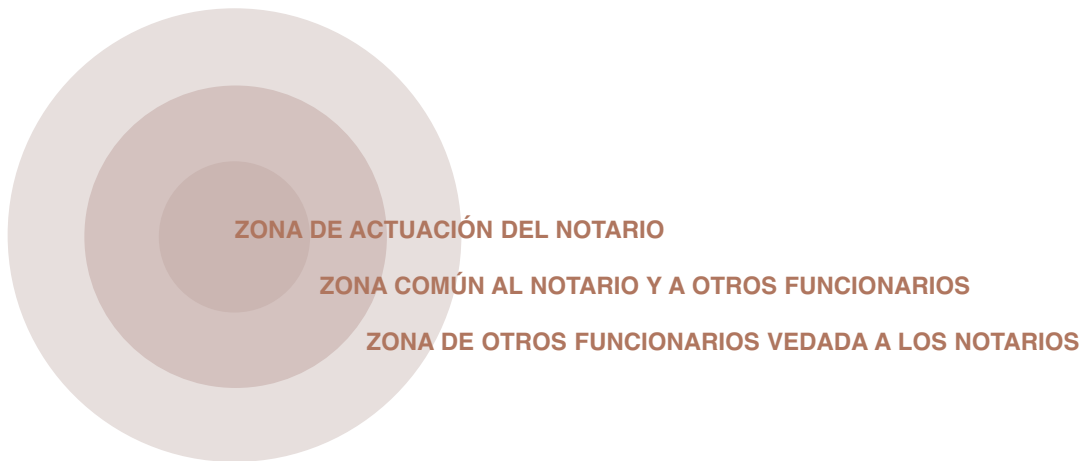 ZONA DE ACTUACIÓN DEL NOTARIO
ZONA COMÚN AL NOTARIO Y A OTROS FUNCIONARIOS
ZONA DE OTROS FUNCIONARIOS VEDADA A LOS NOTARIOS